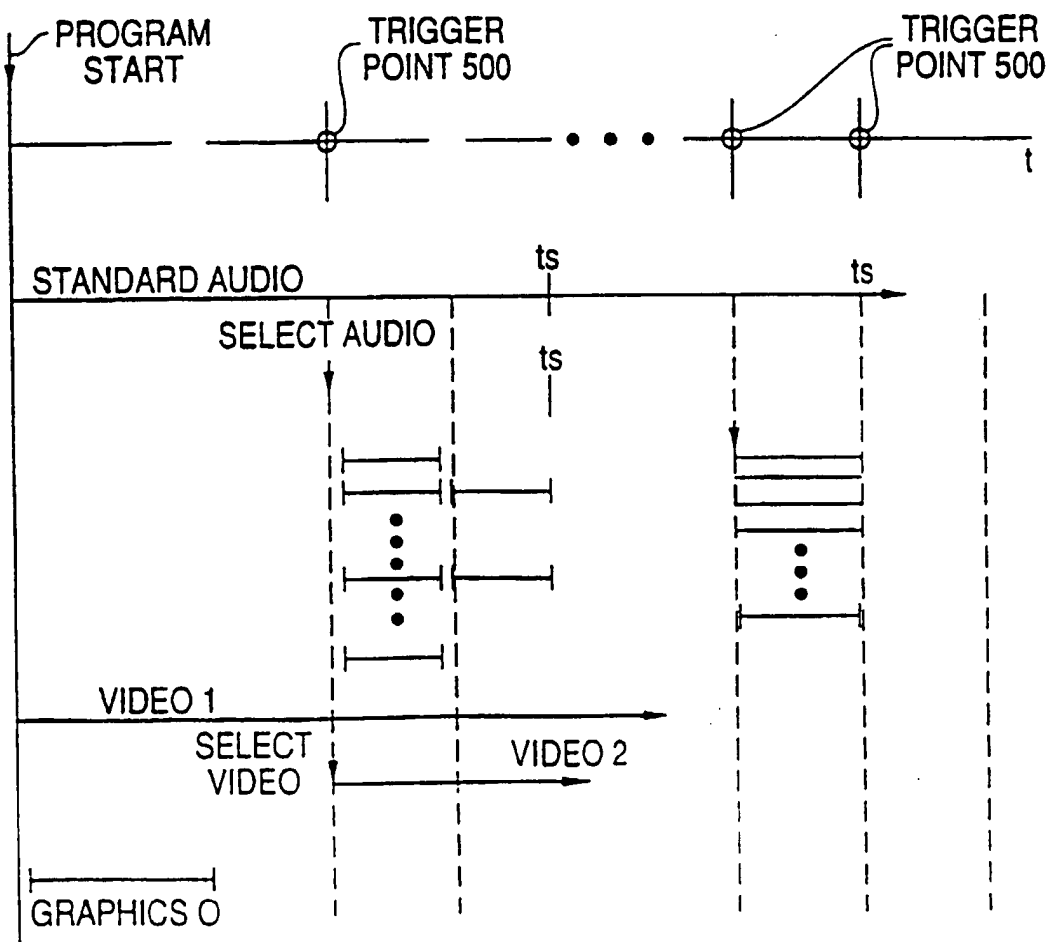 PROGRAM
START
TRIGGER
POINT 500
TRIGGER
POINT 500
t
STANDARD AUDIO
ts
ts
SELECT AUDIO
ts
VIDEO 1
SELECT
VIDEO
VIDEO 2
GRAPHICS O